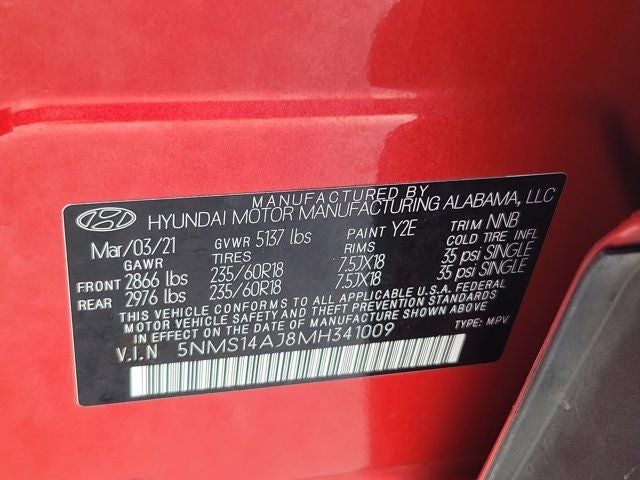 MANUFACTURED BY
HYUNDAI MOTOR MANUFACTURING ALABAMA, LLC
Mar/03/21 GVWR 5137 lbs PAINT Y2E TRIM NNB
GAWR TIRES RIMS COLD TIRE INFL
FRONT 2866 lbs 235/60R18 7.5JX18 35 psi SINGLE
REAR 2976 lbs 235/60R18 7.5JX18 35 psi SINGLE
THIS VEHICLE CONFORMS TO ALL APPLICABLE U.S.A. FEDERAL
MOTOR VEHICLE SAFETY AND THEFT PREVENTION STANDARDS
IN EFFECT ON THE DATE OF MANUFACTURE SHOWN ABOVE.
V.I.N 5NMS14AJ8MH341009 TYPE: MPV